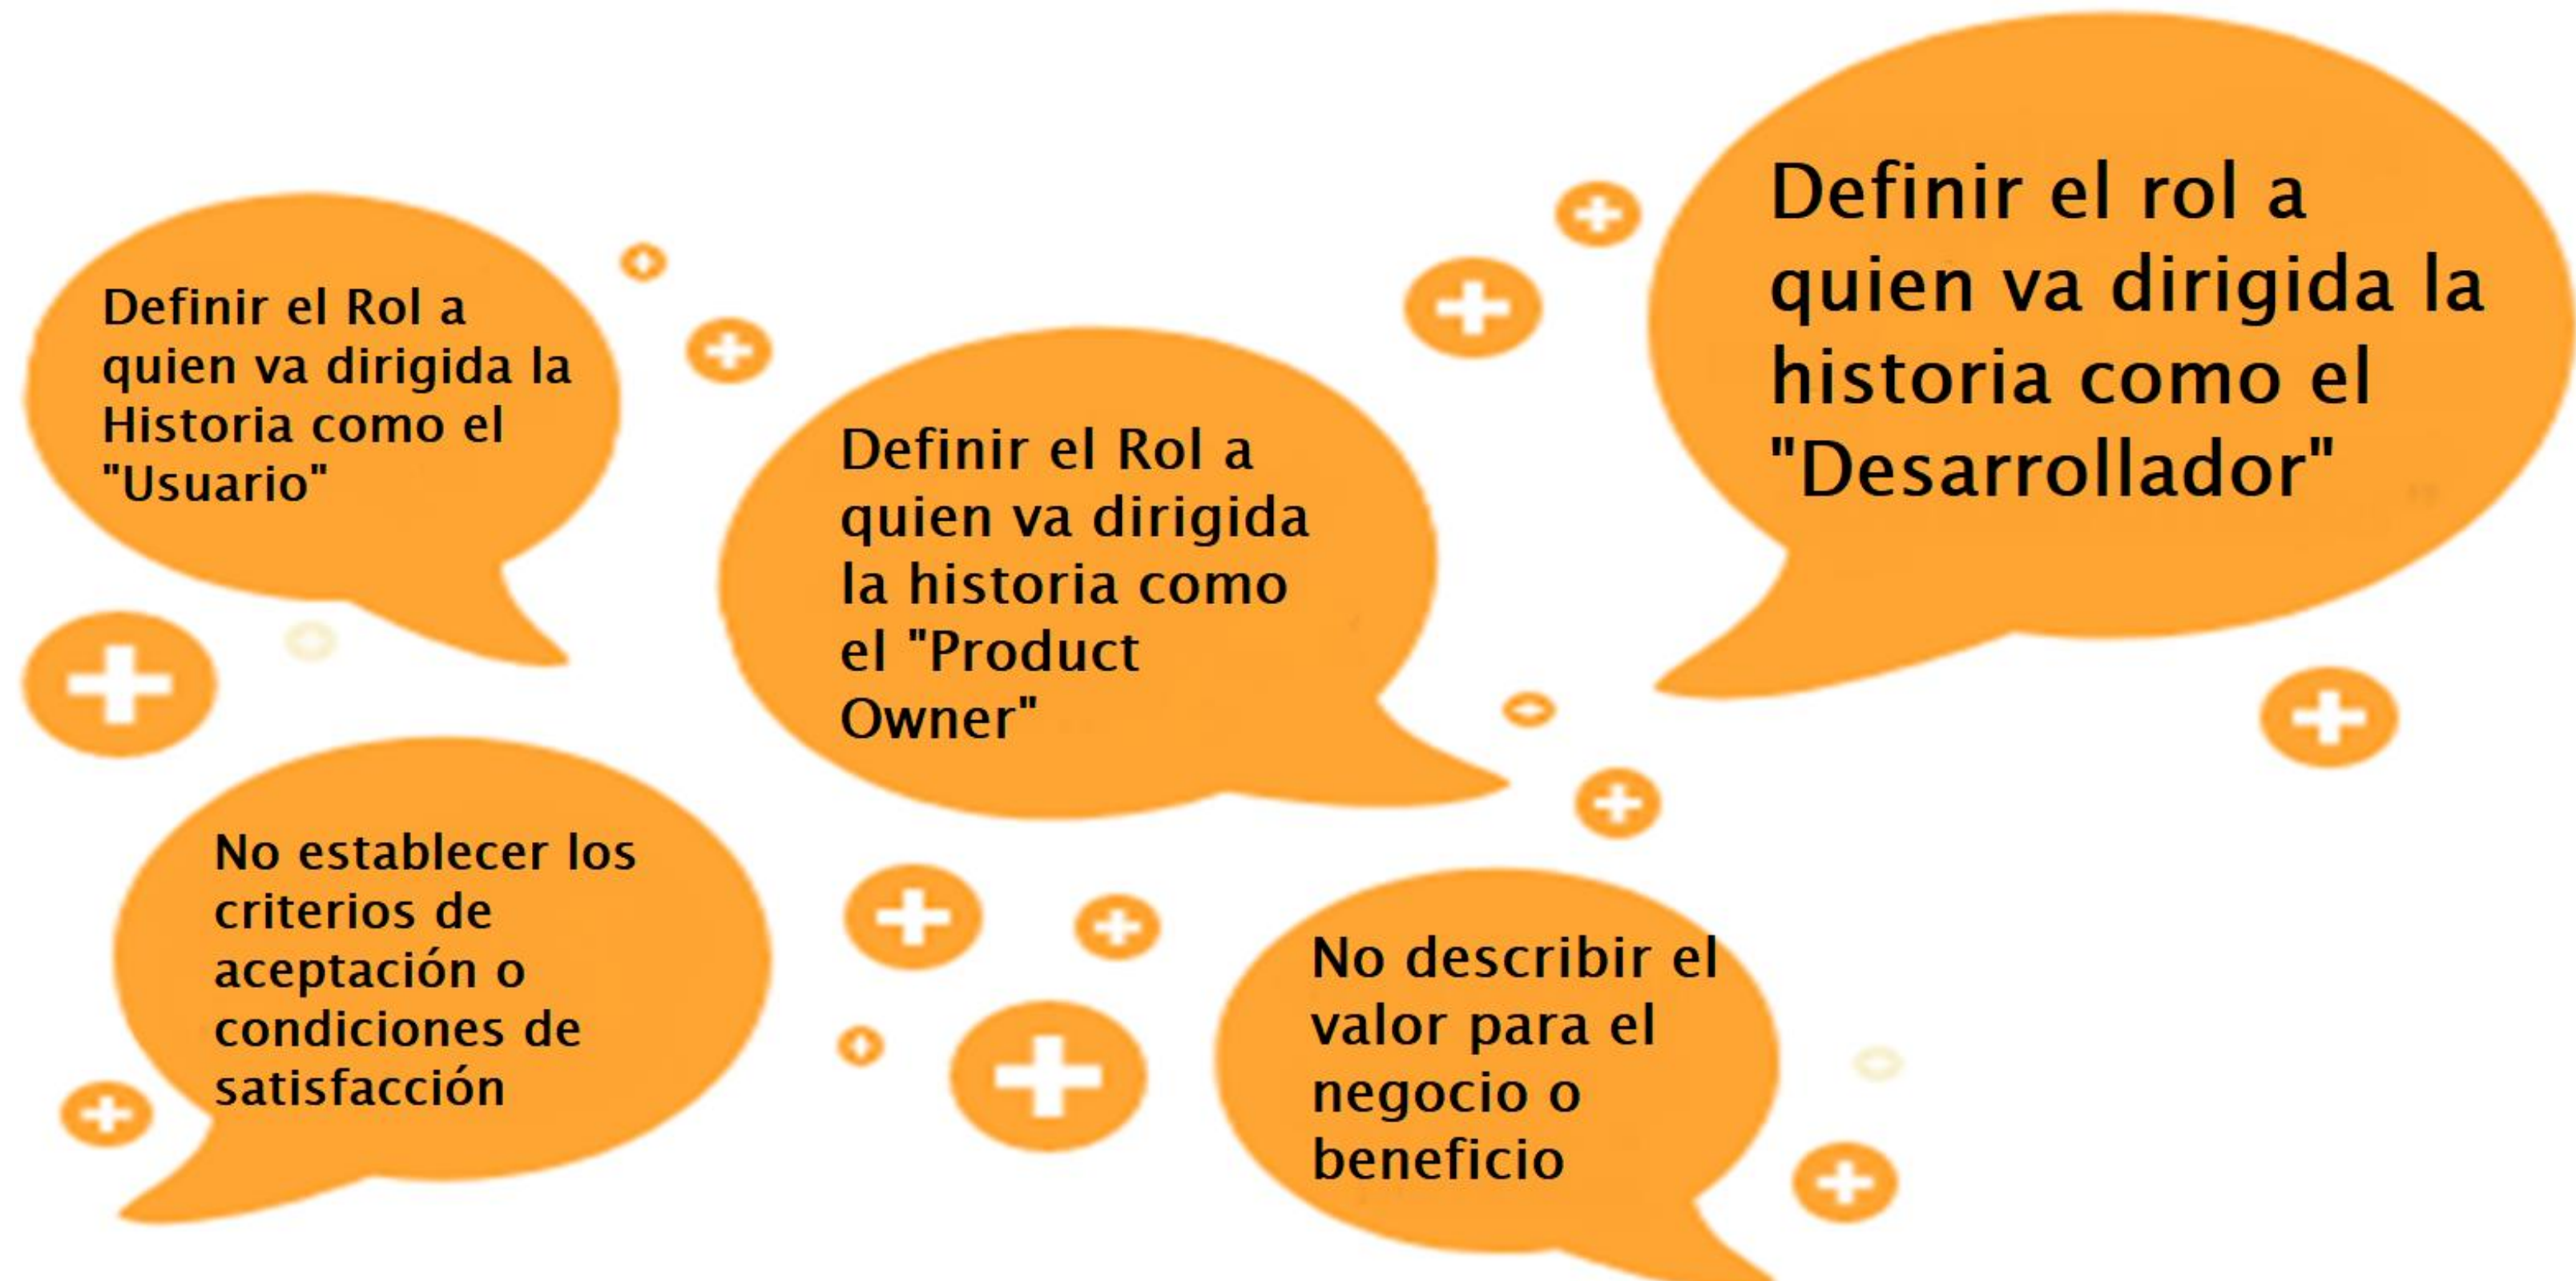 Definir el Rol a
quien va dirigida la
Historia como el
"Usuario"
Definir el Rol a
quien va dirigida
la historia como
el "Product
Owner"
Definir el rol a
quien va dirigida la
historia como el
"Desarrollador"
No establecer los
criterios de
aceptación o
condiciones de
satisfacción
No describir el
valor para el
negocio o
beneficio